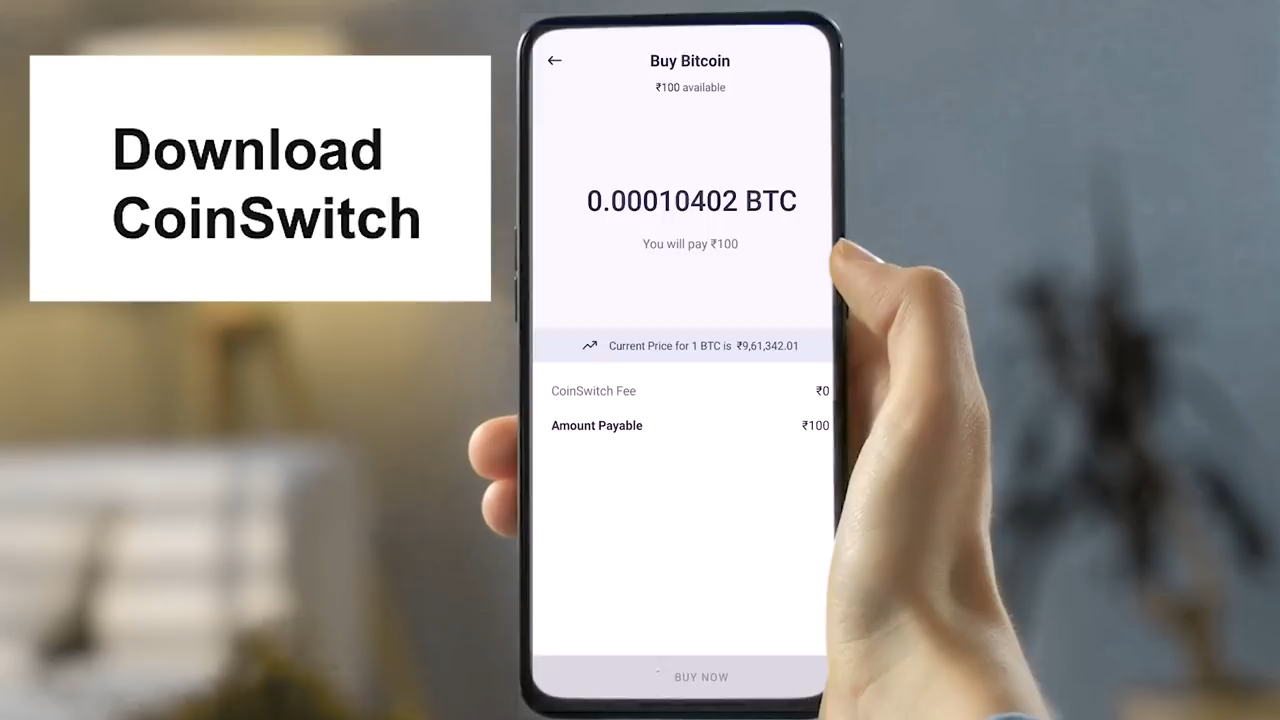 Download
CoinSwitch
Buy Bitcoin
₹100 available
0.00010402 BTC
You will pay ₹100
Current Price for 1 BTC is ₹9,61,342.01
CoinSwitch Fee ₹0
Amount Payable ₹100
BUY NOW